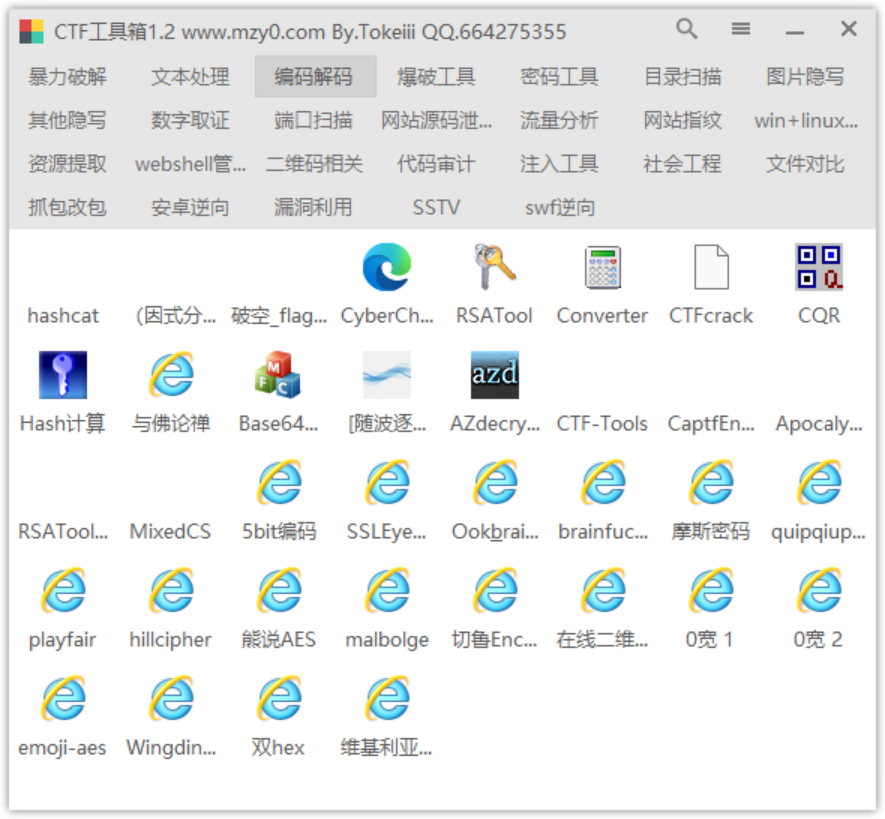 CTF工具箱1.2 www.mzy0.com By.Tokeiii QQ.664275355
暴力破解 文本处理 编码解码 爆破工具 密码工具 目录扫描 图片隐写
其他隐写 数字取证 端口扫描 网站源码泄... 流量分析 网站指纹 win+linux...
资源提取 webshell管... 二维码相关 代码审计 注入工具 社会工程 文件对比
抓包改包 安卓逆向 漏洞利用 SSTV swf逆向
hashcat (因式分... 破空_flag... CyberCh... RSATool Converter CTFcrack CQR
azd
Hash计算 与佛论禅 Base64... [随波逐... AZdecry... CTF-Tools CaptfEn... Apocaly...
RSATool... MixedCS 5bit编码 SSLEye... Ookbrai... brainfuc... 摩斯密码 quipqiup...
playfair hillcipher 熊说AES malbolge 切鲁Enc... 在线二维... 0宽 1 0宽 2
emoji-aes Wingdin... 双hex 维基利亚...